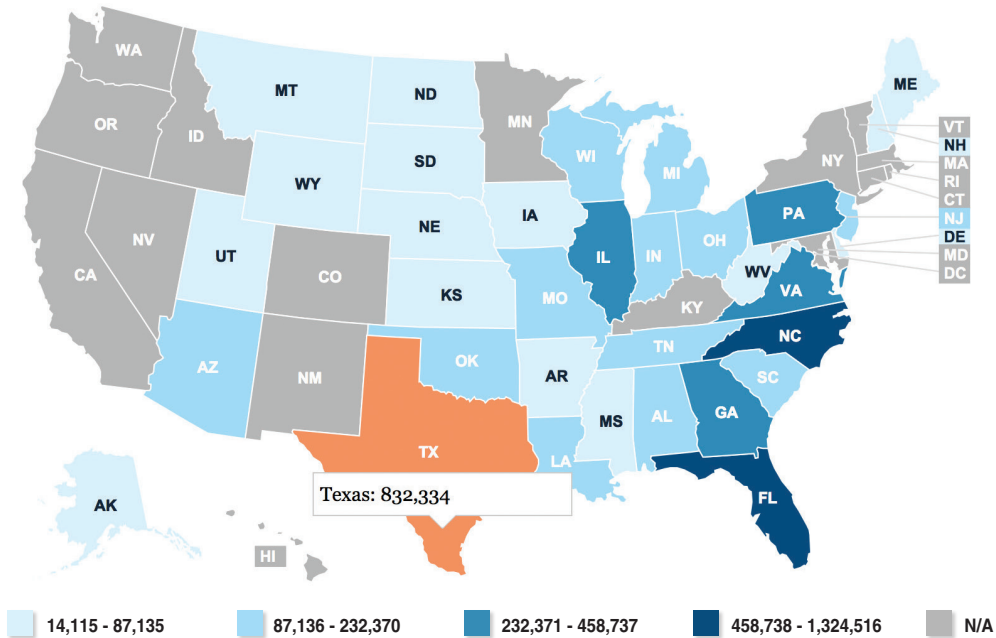 WA
MT
ND
MN
ME
OR
ID
SD
WI
MI
NY
VT
NH
MA
RI
CT
NJ
DE
MD
DC
WY
NE
IA
PA
NV
UT
CO
IL
IN
OH
WV
VA
CA
KS
MO
KY
NC
TN
AZ
NM
OK
AR
SC
MS
AL
GA
TX
LA
Texas: 832,334
FL
AK
HI
14,115 - 87,135
87,136 - 232,370
232,371 - 458,737
458,738 - 1,324,516
N/A